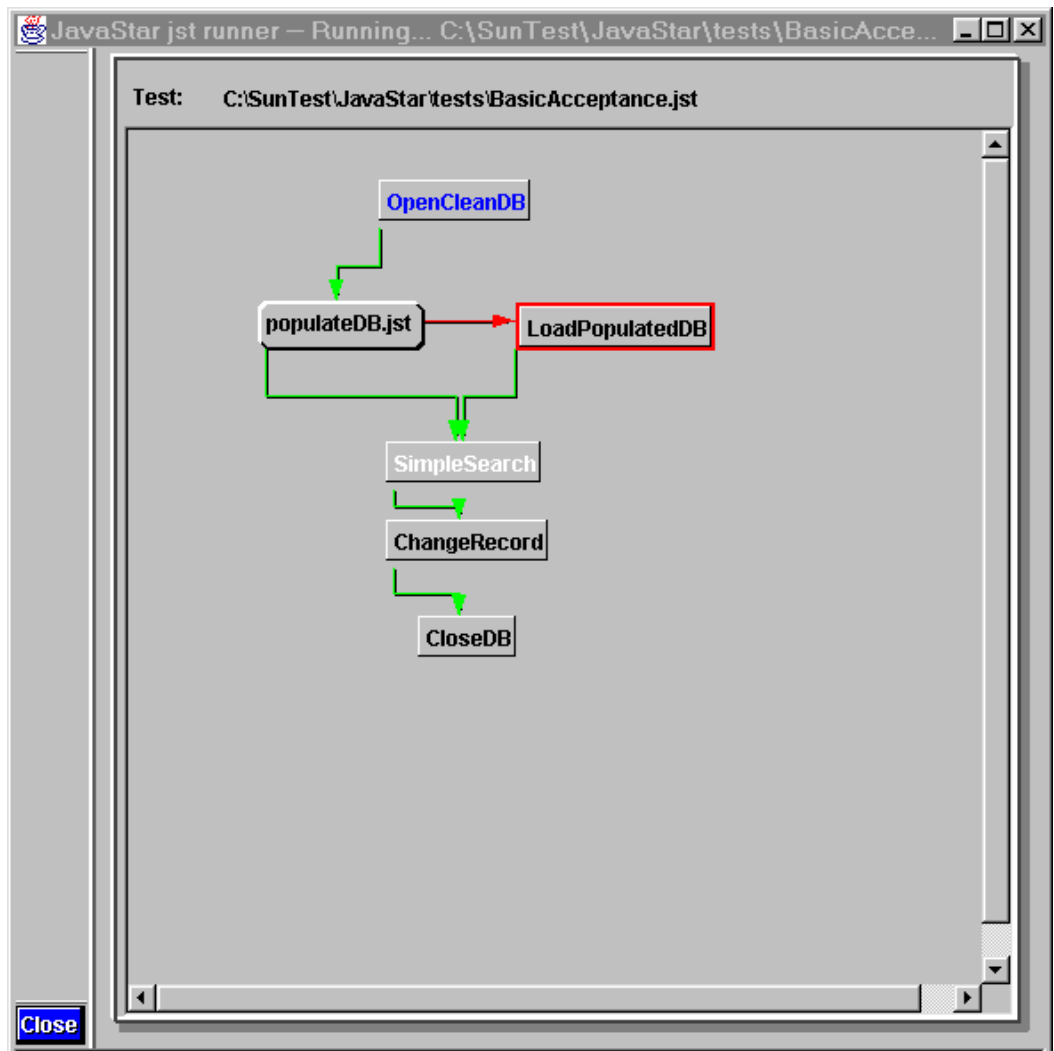 JavaStar jst runner — Running... C:\SunTest\JavaStar\tests\BasicAcce...
Test: C:\SunTest\JavaStar\tests\BasicAcceptance.jst
OpenCleanDB
populateDB.jst
LoadPopulatedDB
SimpleSearch
ChangeRecord
CloseDB
Close